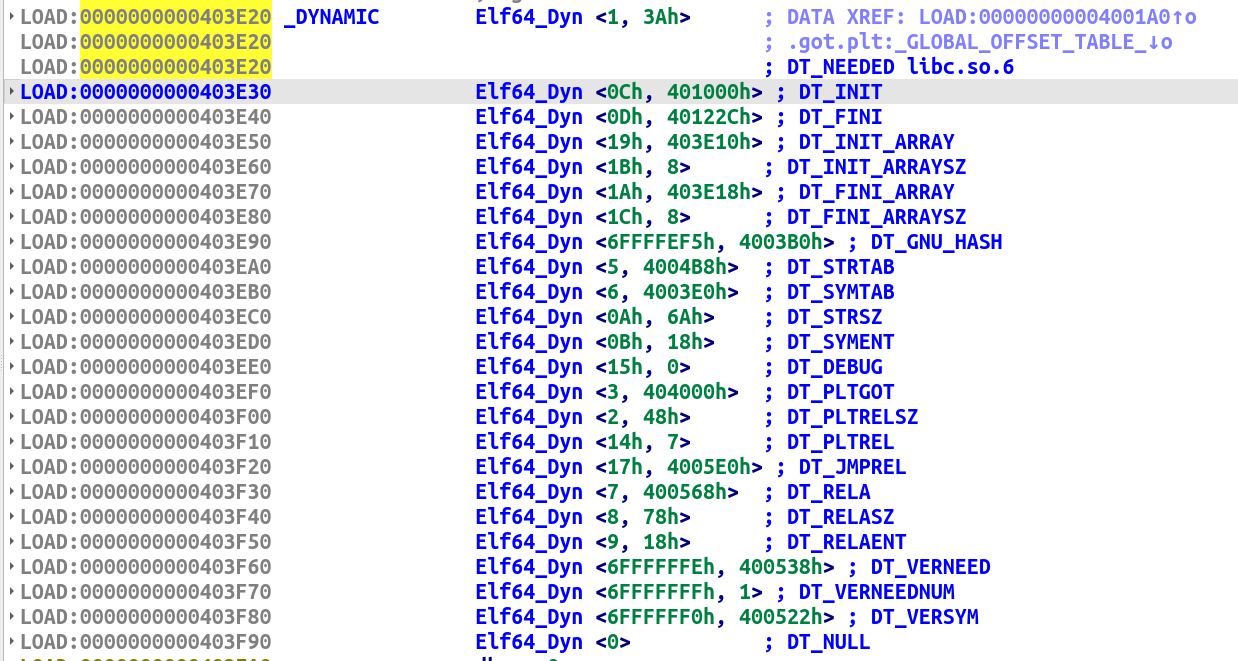 LOAD:0000000000403E20 _DYNAMIC Elf64_Dyn <1, 3Ah> ; DATA XREF: LOAD:00000000004001A0↑o
LOAD:0000000000403E20 ; .got.plt:_GLOBAL_OFFSET_TABLE_↓o
LOAD:0000000000403E20 ; DT_NEEDED libc.so.6
LOAD:0000000000403E30 Elf64_Dyn <0Ch, 401000h> ; DT_INIT
LOAD:0000000000403E40 Elf64_Dyn <0Dh, 40122Ch> ; DT_FINI
LOAD:0000000000403E50 Elf64_Dyn <19h, 403E10h> ; DT_INIT_ARRAY
LOAD:0000000000403E60 Elf64_Dyn <1Bh, 8> ; DT_INIT_ARRAYSZ
LOAD:0000000000403E70 Elf64_Dyn <1Ah, 403E18h> ; DT_FINI_ARRAY
LOAD:0000000000403E80 Elf64_Dyn <1Ch, 8> ; DT_FINI_ARRAYSZ
LOAD:0000000000403E90 Elf64_Dyn <6FFFFEF5h, 4003B0h> ; DT_GNU_HASH
LOAD:0000000000403EA0 Elf64_Dyn <5, 4004B8h> ; DT_STRTAB
LOAD:0000000000403EB0 Elf64_Dyn <6, 4003E0h> ; DT_SYMTAB
LOAD:0000000000403EC0 Elf64_Dyn <0Ah, 6Ah> ; DT_STRSZ
LOAD:0000000000403ED0 Elf64_Dyn <0Bh, 18h> ; DT_SYMENT
LOAD:0000000000403EE0 Elf64_Dyn <15h, 0> ; DT_DEBUG
LOAD:0000000000403EF0 Elf64_Dyn <3, 404000h> ; DT_PLTGOT
LOAD:0000000000403F00 Elf64_Dyn <2, 48h> ; DT_PLTRELSZ
LOAD:0000000000403F10 Elf64_Dyn <14h, 7> ; DT_PLTREL
LOAD:0000000000403F20 Elf64_Dyn <17h, 4005E0h> ; DT_JMPREL
LOAD:0000000000403F30 Elf64_Dyn <7, 400568h> ; DT_RELA
LOAD:0000000000403F40 Elf64_Dyn <8, 78h> ; DT_RELASZ
LOAD:0000000000403F50 Elf64_Dyn <9, 18h> ; DT_RELAENT
LOAD:0000000000403F60 Elf64_Dyn <6FFFFFFEh, 400538h> ; DT_VERNEED
LOAD:0000000000403F70 Elf64_Dyn <6FFFFFFFh, 1> ; DT_VERNEEDNUM
LOAD:0000000000403F80 Elf64_Dyn <6FFFFFF0h, 400522h> ; DT_VERSYM
LOAD:0000000000403F90 Elf64_Dyn <0> ; DT_NULL